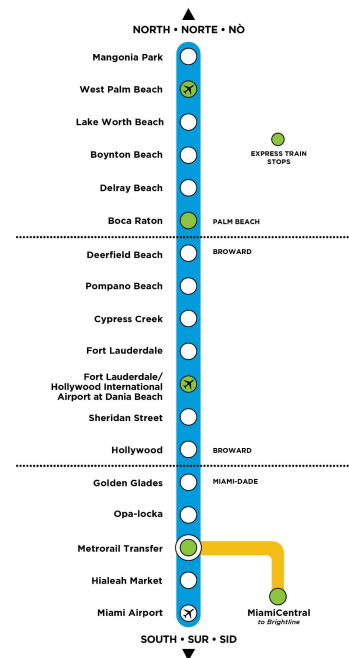 NORTH • NORTE • NÒ
Mangonia Park
West Palm Beach
Lake Worth Beach
Boynton Beach
EXPRESS TRAIN
STOPS
Delray Beach
Boca Raton
PALM BEACH
BROWARD
Deerfield Beach
Pompano Beach
Cypress Creek
Fort Lauderdale
Fort Lauderdale/
Hollywood International
Airport at Dania Beach
Sheridan Street
Hollywood
BROWARD
MIAMI-DADE
Golden Glades
Opa-locka
Metrorail Transfer
Hialeah Market
Miami Airport
MiamiCentral
to Brightline
SOUTH • SUR • SID